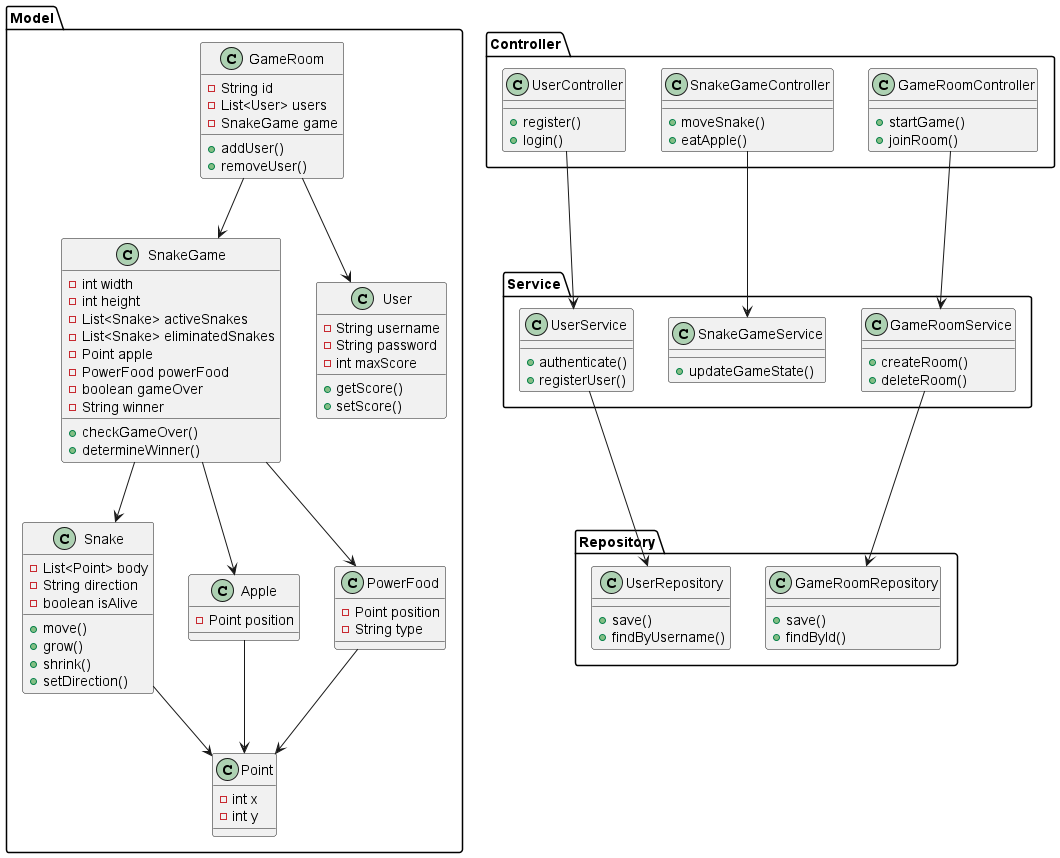 Model
C GameRoom
String id
List<User> users
SnakeGame game
addUser()
removeUser()
C SnakeGame
int width
int height
List<Snake> activeSnakes
List<Snake> eliminatedSnakes
Point apple
PowerFood powerFood
boolean gameOver
String winner
checkGameOver()
determineWinner()
C User
String username
String password
int maxScore
getScore()
setScore()
C Snake
List<Point> body
String direction
boolean isAlive
move()
grow()
shrink()
setDirection()
C Apple
Point position
C PowerFood
Point position
String type
C Point
int x
int y
Controller
C UserController
register()
login()
C SnakeGameController
moveSnake()
eatApple()
C GameRoomController
startGame()
joinRoom()
Service
C UserService
authenticate()
registerUser()
C SnakeGameService
updateGameState()
C GameRoomService
createRoom()
deleteRoom()
Repository
C UserRepository
save()
findByUsername()
C GameRoomRepository
save()
findById()